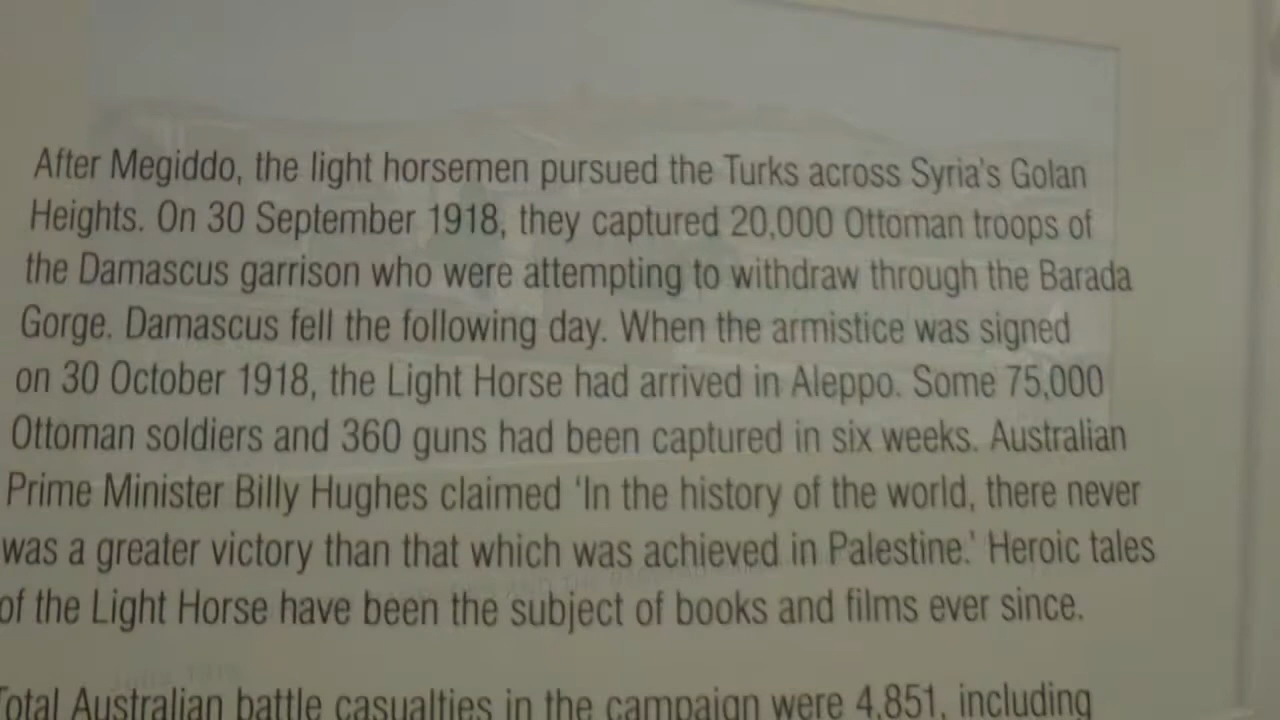 After Megiddo, the light horsemen pursued the Turks across Syria's Golan
Heights. On 30 September 1918, they captured 20,000 Ottoman troops of
the Damascus garrison who were attempting to withdraw through the Barada
Gorge. Damascus fell the following day. When the armistice was signed
on 30 October 1918, the Light Horse had arrived in Aleppo. Some 75,000
Ottoman soldiers and 360 guns had been captured in six weeks. Australian
Prime Minister Billy Hughes claimed ‘In the history of the world, there never
was a greater victory than that which was achieved in Palestine.’ Heroic tales
of the Light Horse have been the subject of books and films ever since.
Total Australian battle casualties in the campaign were 4,851, including